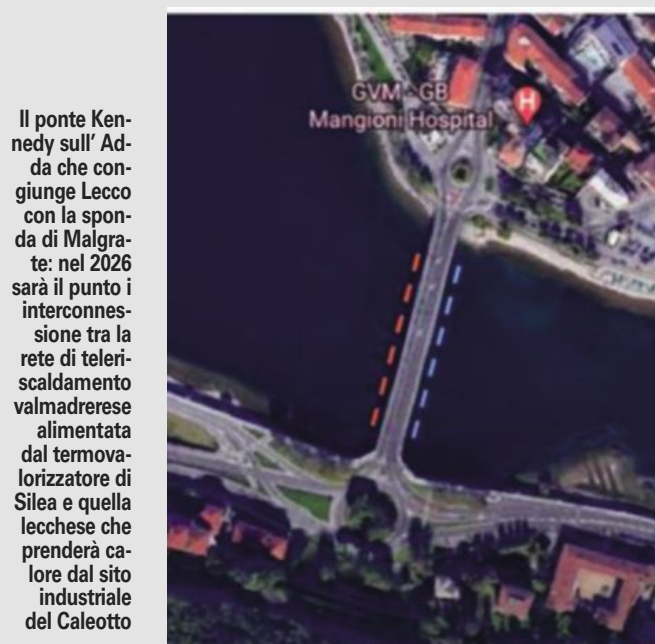 Il ponte Ken-
nedy sull’ Ad-
da che con-
giunge Lecco
con la spon-
da di Malgra-
te: nel 2026
sarà il punto i
interconnes-
sione tra la
rete di teleri-
scaldamento
valmadrerese
alimentata
dal termova-
lorizzatore di
Silea e quella
lecchese che
prenderà ca-
lore dal sito
industriale
del Caleotto
GVM - GB
Mangioni Hospital
H